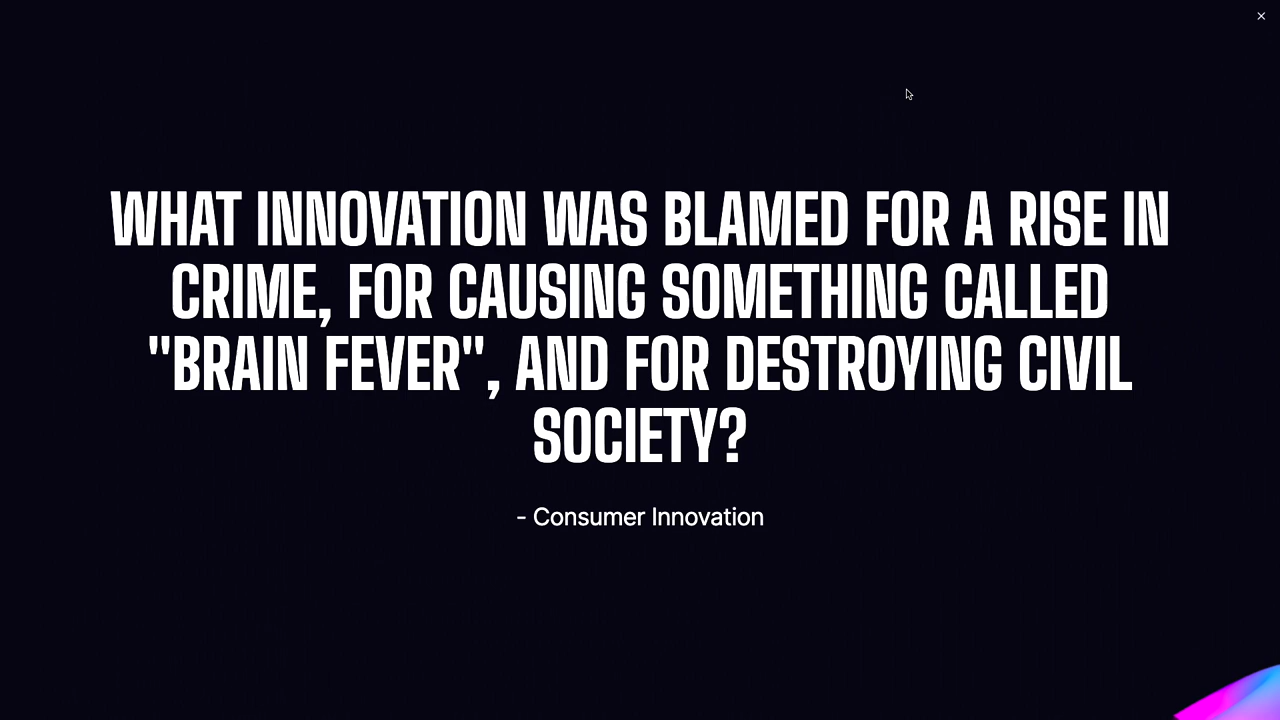 WHAT INNOVATION WAS BLAMED FOR A RISE IN
CRIME, FOR CAUSING SOMETHING CALLED
"BRAIN FEVER", AND FOR DESTROYING CIVIL
SOCIETY?
- Consumer Innovation